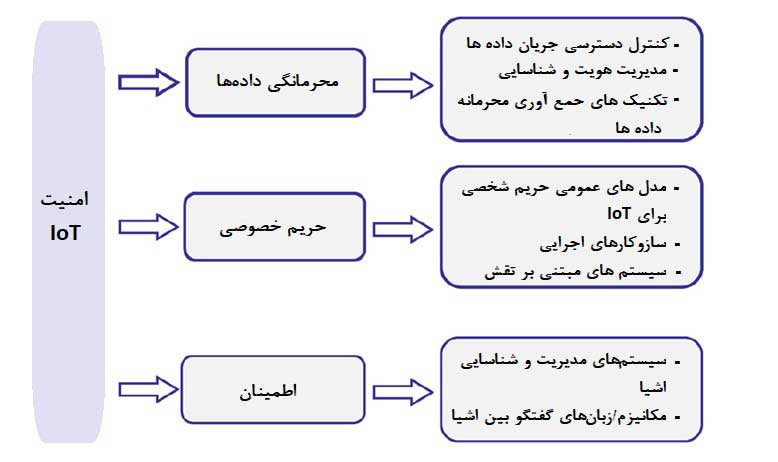 امنیت
IoT
محرمانگی داده‌ها
- کنترل دسترسی جریان داده ها
- مدیریت هویت و شناسایی
- تکنیک های حمع آوری محرمانه
داده ها
حریم خصوصی
- مدل های عمومی حریم شخصی
برای IoT
- سازوکارهای اجرایی
- سیستم های مبتنی بر تقش
اطمینان
- سیستم‌های مدیریت و شناسایی
اشیا
- مکانیزم/زبان‌های گفتگو بین اشیا